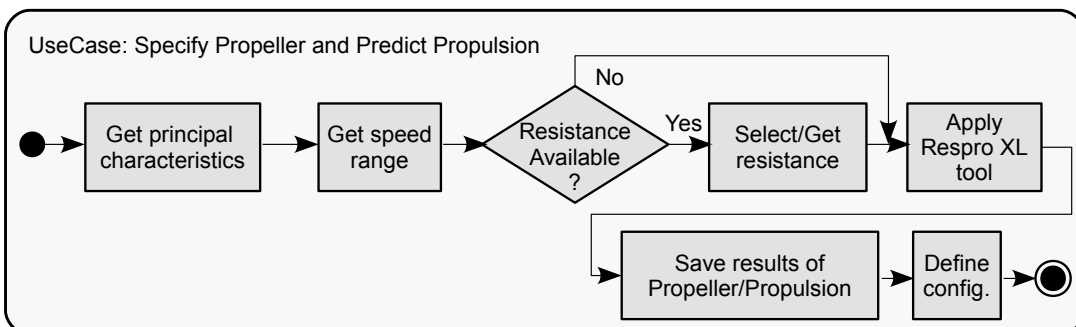 UseCase: Specify Propeller and Predict Propulsion
No
Get principal
characteristics
Get speed
range
Resistance
Available
?
Yes
Select/Get
resistance
Apply
Respro XL
tool
Save results of
Propeller/Propulsion
Define
config.